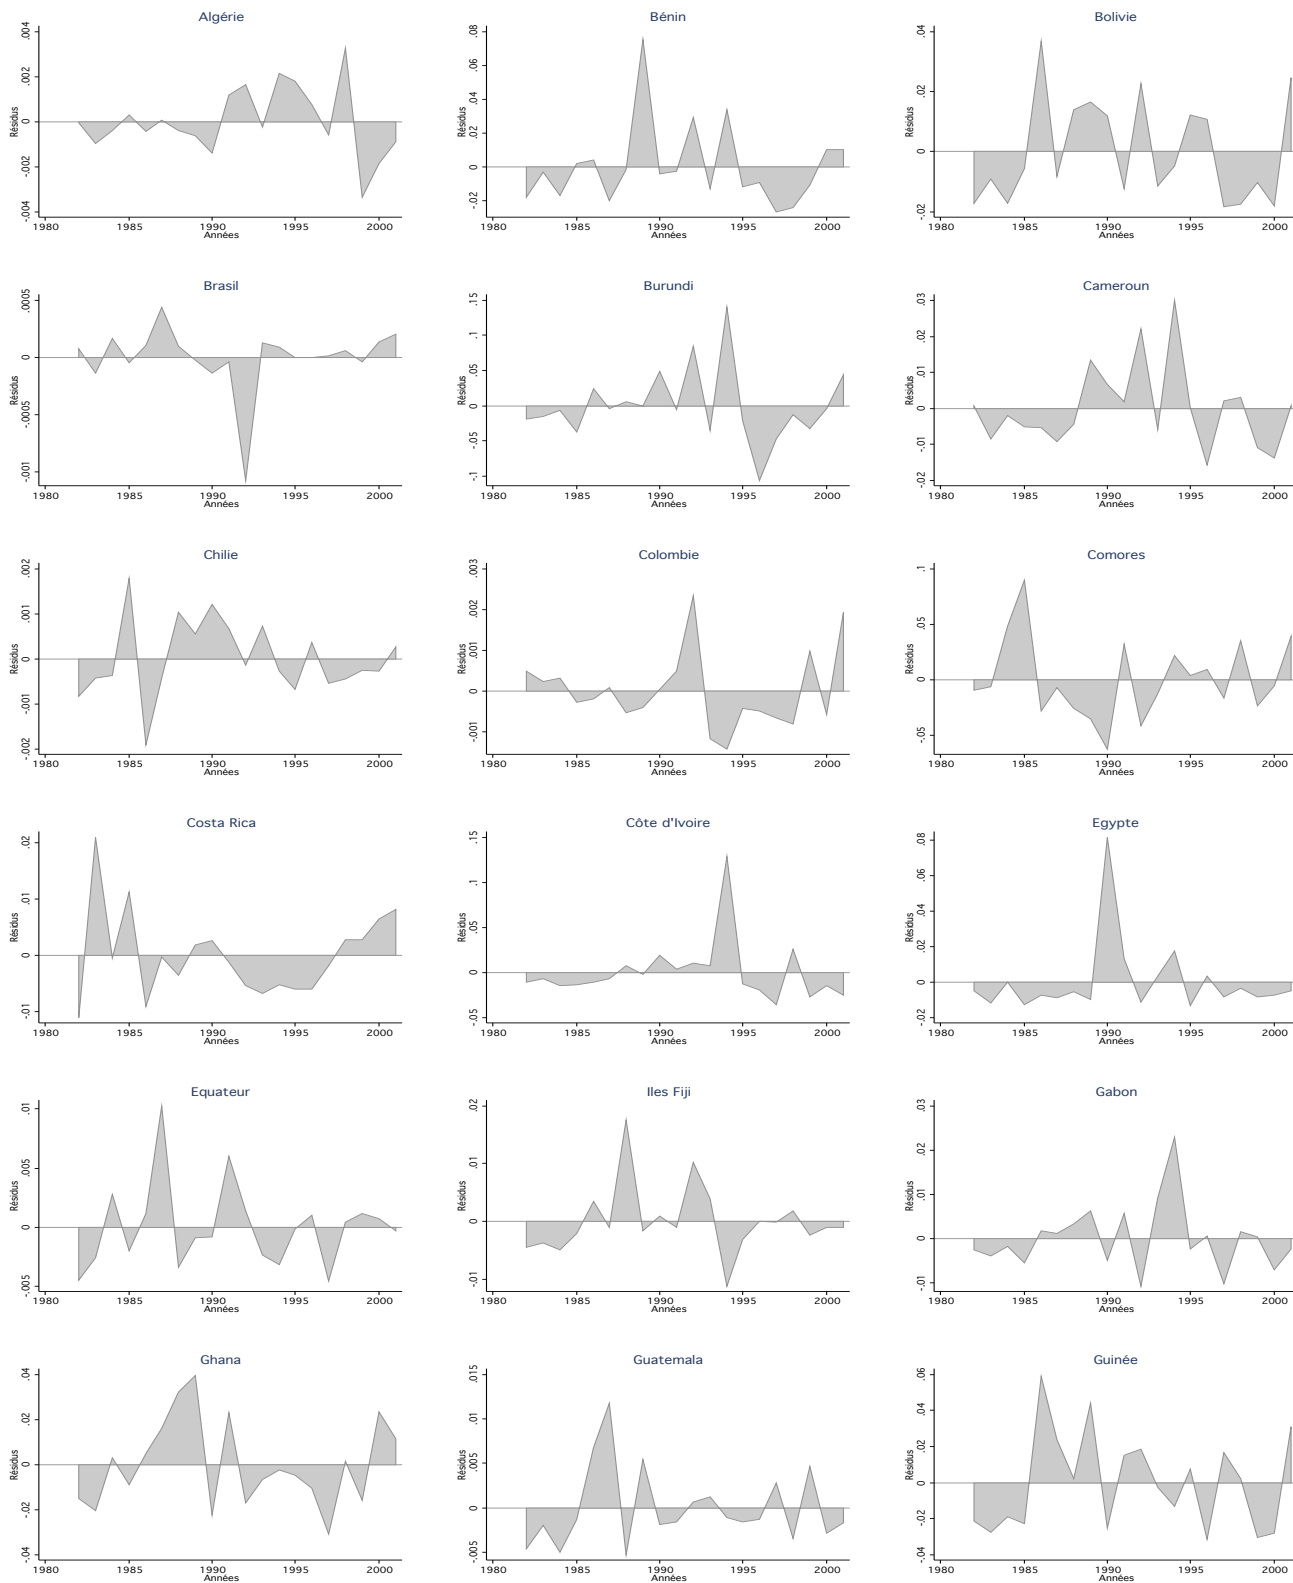 Algérie
Résidus
.004
.002
0
-.002
-.004
1980 1985 1990 1995 2000
Années
Bénin
Résidus
.08
.06
.04
.02
0
-.02
1980 1985 1990 1995 2000
Années
Bolivie
Résidus
.04
.02
0
-.02
1980 1985 1990 1995 2000
Années
Brasil
Résidus
.0005
0
-.0005
-.001
1980 1985 1990 1995 2000
Années
Burundi
Résidus
.15
.1
.05
0
-.05
-.1
1980 1985 1990 1995 2000
Années
Cameroun
Résidus
.03
.02
.01
0
-.01
-.02
1980 1985 1990 1995 2000
Années
Chilie
Résidus
.002
.001
0
-.001
-.002
1980 1985 1990 1995 2000
Années
Colombie
Résidus
.003
.002
.001
0
-.001
1980 1985 1990 1995 2000
Années
Comores
Résidus
.1
.05
0
-.05
1980 1985 1990 1995 2000
Années
Costa Rica
Résidus
.02
.01
0
-.01
1980 1985 1990 1995 2000
Années
Côte d'Ivoire
Résidus
.15
.1
.05
0
-.05
1980 1985 1990 1995 2000
Années
Egypte
Résidus
.08
.06
.04
.02
0
-.02
1980 1985 1990 1995 2000
Années
Equateur
Résidus
.01
.005
0
-.005
1980 1985 1990 1995 2000
Années
Iles Fiji
Résidus
.02
.01
0
-.01
1980 1985 1990 1995 2000
Années
Gabon
Résidus
.03
.02
.01
0
-.01
1980 1985 1990 1995 2000
Années
Ghana
Résidus
.04
.02
0
-.02
-.04
1980 1985 1990 1995 2000
Années
Guatemala
Résidus
.015
.01
.005
0
-.005
1980 1985 1990 1995 2000
Années
Guinée
Résidus
.06
.04
.02
0
-.02
-.04
1980 1985 1990 1995 2000
Années